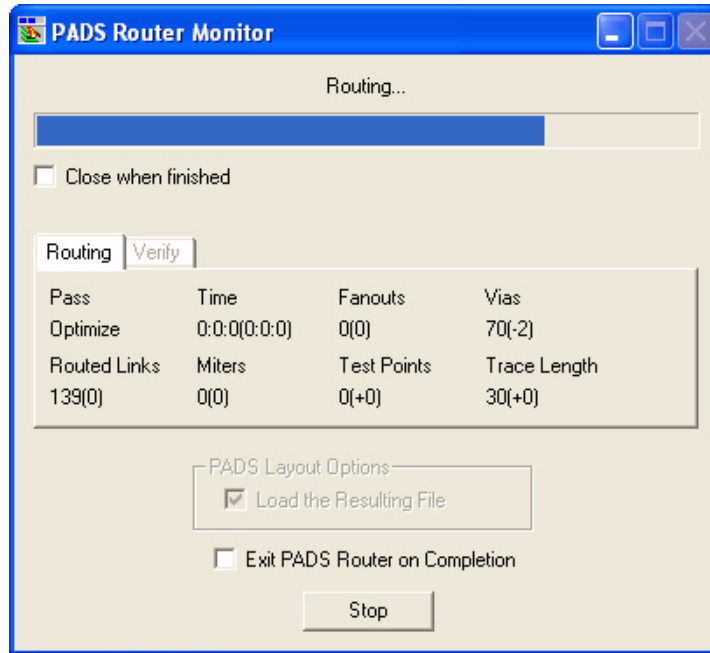 PADS Router Monitor
Routing...
Close when finished
Routing Verify
Pass Time Fanouts Vias
Optimize 0:0:0(0:0:0) 0(0) 70(-2)
Routed Links Miters Test Points Trace Length
139(0) 0(0) 0(+0) 30(+0)
PADS Layout Options
Load the Resulting File
Exit PADS Router on Completion
Stop